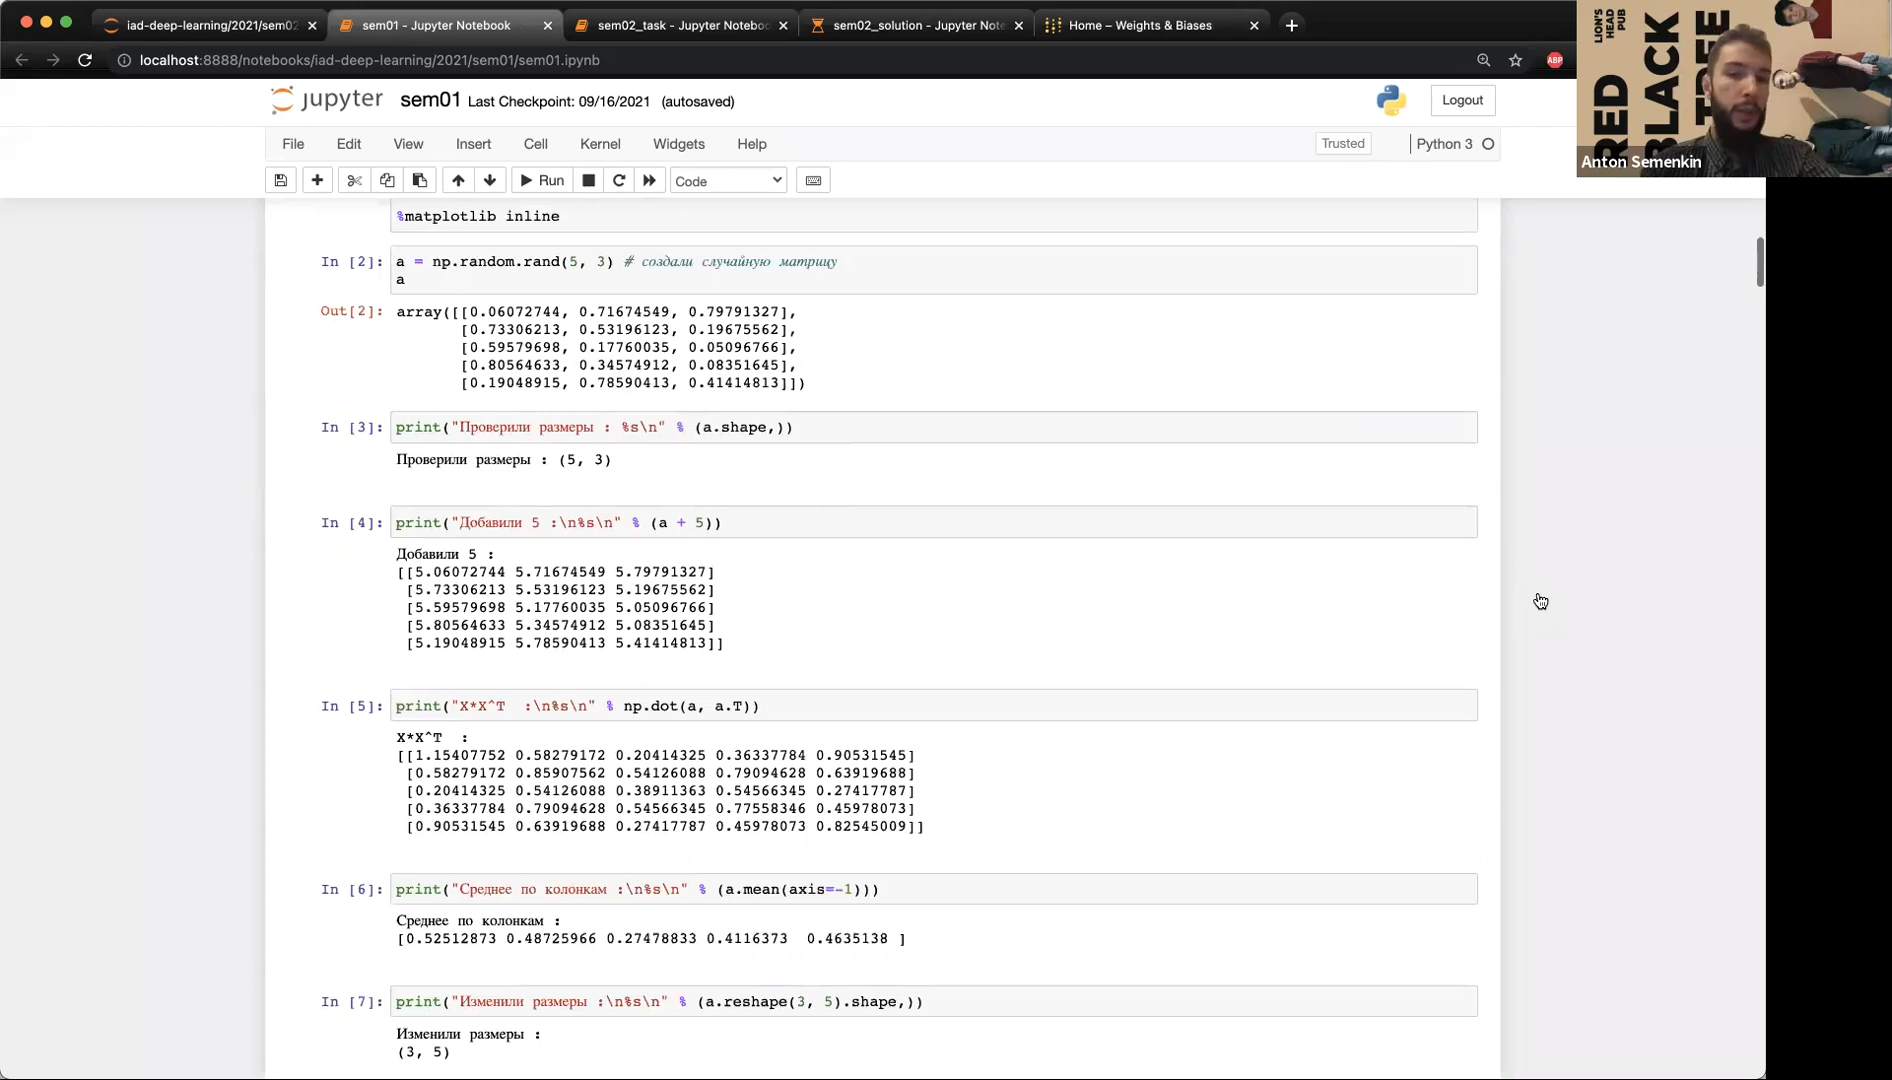 iad-deep-learning/2021/sem02
sem01 - Jupyter Notebook
sem02_task - Jupyter Noteboo
sem02_solution - Jupyter Note
Home – Weights & Biases
localhost:8888/notebooks/iad-deep-learning/2021/sem01/sem01.ipynb
ABP
LION'S
HEAD
PUB
RED
BLACK
TREE
Anton Semenkin
jupyter sem01 Last Checkpoint: 09/16/2021 (autosaved)
Logout
File Edit View Insert Cell Kernel Widgets Help
Trusted
Python 3
Run
Code
%matplotlib inline
In [2]: a = np.random.rand(5, 3) # создали случайную матрицу
a
Out[2]: array([[0.06072744, 0.71674549, 0.79791327],
[0.73306213, 0.53196123, 0.19675562],
[0.59579698, 0.17760035, 0.05096766],
[0.80564633, 0.34574912, 0.08351645],
[0.19048915, 0.78590413, 0.41414813]])
In [3]: print("Проверили размеры : %s\n" % (a.shape,))
Проверили размеры : (5, 3)
In [4]: print("Добавили 5 :\n%s\n" % (a + 5))
Добавили 5 :
[[5.06072744 5.71674549 5.79791327]
[5.73306213 5.53196123 5.19675562]
[5.59579698 5.17760035 5.05096766]
[5.80564633 5.34574912 5.08351645]
[5.19048915 5.78590413 5.41414813]]
In [5]: print("X*X^T :\n%s\n" % np.dot(a, a.T))
X*X^T :
[[1.15407752 0.58279172 0.20414325 0.36337784 0.90531545]
[0.58279172 0.85907562 0.54126088 0.79094628 0.63919688]
[0.20414325 0.54126088 0.38911363 0.54566345 0.27417787]
[0.36337784 0.79094628 0.54566345 0.77558346 0.45978073]
[0.90531545 0.63919688 0.27417787 0.45978073 0.82545009]]
In [6]: print("Среднее по колонкам :\n%s\n" % (a.mean(axis=-1)))
Среднее по колонкам :
[0.52512873 0.48725966 0.27478833 0.4116373 0.4635138 ]
In [7]: print("Изменили размеры :\n%s\n" % (a.reshape(3, 5).shape,))
Изменили размеры :
(3, 5)